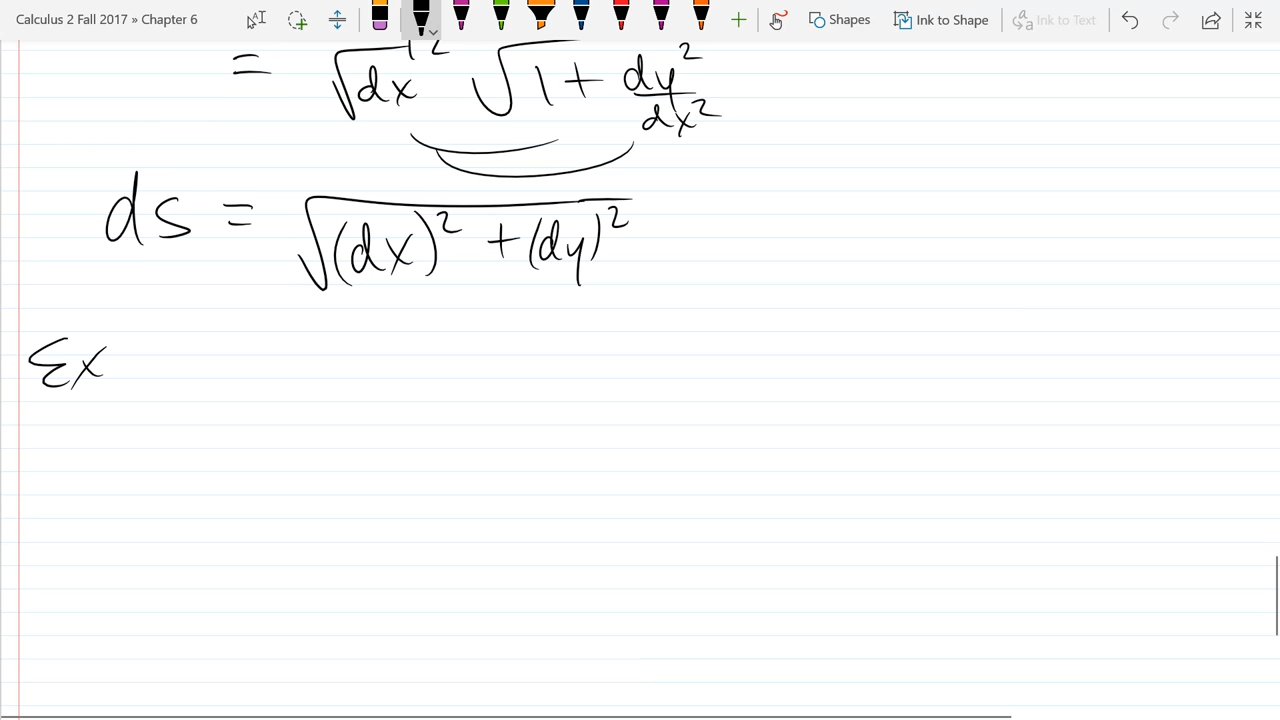 Calculus 2 Fall 2017 » Chapter 6 Shapes Ink to Shape Ink to Text
= √dx² √1 + dy²/dx²
ds = √(dx)² + (dy)²
Ex